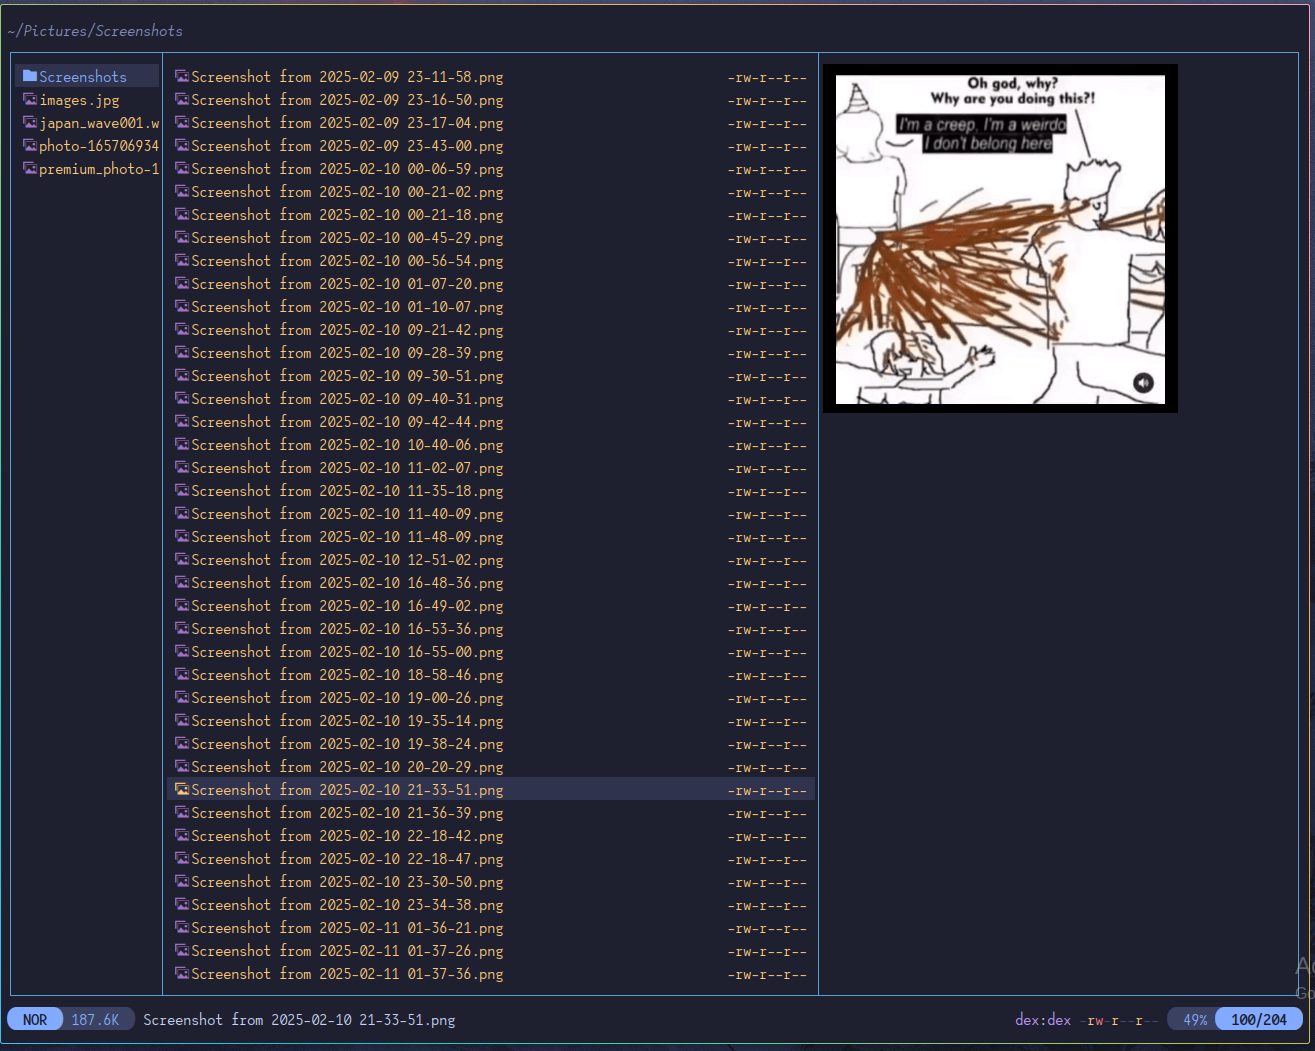 ~/Pictures/Screenshots
Screenshots
images.jpg
japan_wave001.w
photo-165706934
premium_photo-1
Screenshot from 2025-02-09 23-11-58.png -rw-r--r--
Screenshot from 2025-02-09 23-16-50.png -rw-r--r--
Screenshot from 2025-02-09 23-17-04.png -rw-r--r--
Screenshot from 2025-02-09 23-43-00.png -rw-r--r--
Screenshot from 2025-02-10 00-06-59.png -rw-r--r--
Screenshot from 2025-02-10 00-21-02.png -rw-r--r--
Screenshot from 2025-02-10 00-21-18.png -rw-r--r--
Screenshot from 2025-02-10 00-45-29.png -rw-r--r--
Screenshot from 2025-02-10 00-56-54.png -rw-r--r--
Screenshot from 2025-02-10 01-07-20.png -rw-r--r--
Screenshot from 2025-02-10 01-10-07.png -rw-r--r--
Screenshot from 2025-02-10 09-21-42.png -rw-r--r--
Screenshot from 2025-02-10 09-28-39.png -rw-r--r--
Screenshot from 2025-02-10 09-30-51.png -rw-r--r--
Screenshot from 2025-02-10 09-40-31.png -rw-r--r--
Screenshot from 2025-02-10 09-42-44.png -rw-r--r--
Screenshot from 2025-02-10 10-40-06.png -rw-r--r--
Screenshot from 2025-02-10 11-02-07.png -rw-r--r--
Screenshot from 2025-02-10 11-35-18.png -rw-r--r--
Screenshot from 2025-02-10 11-40-09.png -rw-r--r--
Screenshot from 2025-02-10 11-48-09.png -rw-r--r--
Screenshot from 2025-02-10 12-51-02.png -rw-r--r--
Screenshot from 2025-02-10 16-48-36.png -rw-r--r--
Screenshot from 2025-02-10 16-49-02.png -rw-r--r--
Screenshot from 2025-02-10 16-53-36.png -rw-r--r--
Screenshot from 2025-02-10 16-55-00.png -rw-r--r--
Screenshot from 2025-02-10 18-58-46.png -rw-r--r--
Screenshot from 2025-02-10 19-00-26.png -rw-r--r--
Screenshot from 2025-02-10 19-35-14.png -rw-r--r--
Screenshot from 2025-02-10 19-38-24.png -rw-r--r--
Screenshot from 2025-02-10 20-20-29.png -rw-r--r--
Screenshot from 2025-02-10 21-33-51.png -rw-r--r--
Screenshot from 2025-02-10 21-36-39.png -rw-r--r--
Screenshot from 2025-02-10 22-18-42.png -rw-r--r--
Screenshot from 2025-02-10 22-18-47.png -rw-r--r--
Screenshot from 2025-02-10 23-30-50.png -rw-r--r--
Screenshot from 2025-02-10 23-34-38.png -rw-r--r--
Screenshot from 2025-02-11 01-36-21.png -rw-r--r--
Screenshot from 2025-02-11 01-37-26.png -rw-r--r--
Screenshot from 2025-02-11 01-37-36.png -rw-r--r--
Oh god, why?
Why are you doing this?!
I'm a creep, I'm a weirdo
I don't belong here
NOR 187.6K Screenshot from 2025-02-10 21-33-51.png dex:dex -rw-r--r-- 49% 100/204